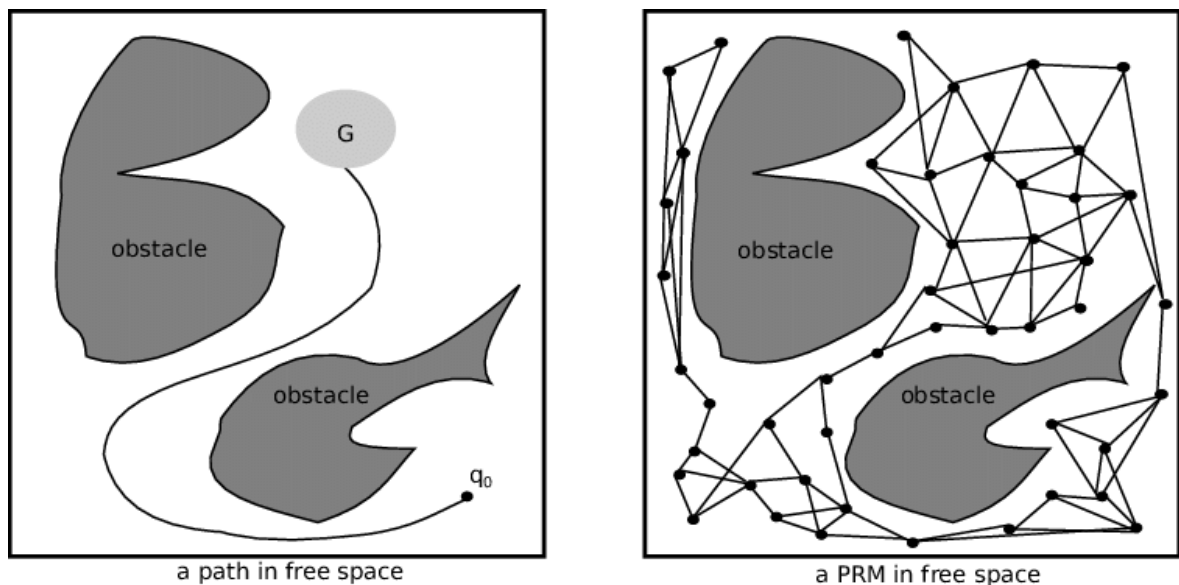 G
obstacle
obstacle
q₀
a path in free space
obstacle
obstacle
a PRM in free space